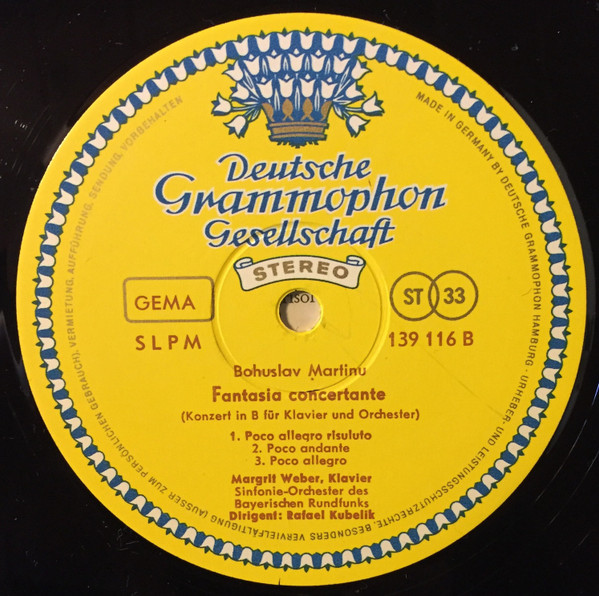 Deutsche
Grammophon
Gesellschaft
STEREO
GEMA
ST 33
SLPM
139 116 B
Bohuslav Martinu
Fantasia concertante
(Konzert in B für Klavier und Orchester)
1. Poco allegro risuluto
2. Poco andante
3. Poco allegro
Margrit Weber, Klavier
Sinfonie-Orchester des
Bayerischen Rundfunks
Dirigent: Rafael Kubelik
MADE IN GERMANY BY DEUTSCHE GRAMMOPHON HAMBURG · URHEBER- UND LEISTUNGSSCHUTZRECHTE, BESONDERS VERVIELFÄLTIGUNG (AUSSER ZUM PERSÖNLICHEN GEBRAUCH), VERMIETUNG, AUFFÜHRUNG, SENDUNG, VORBEHALTEN